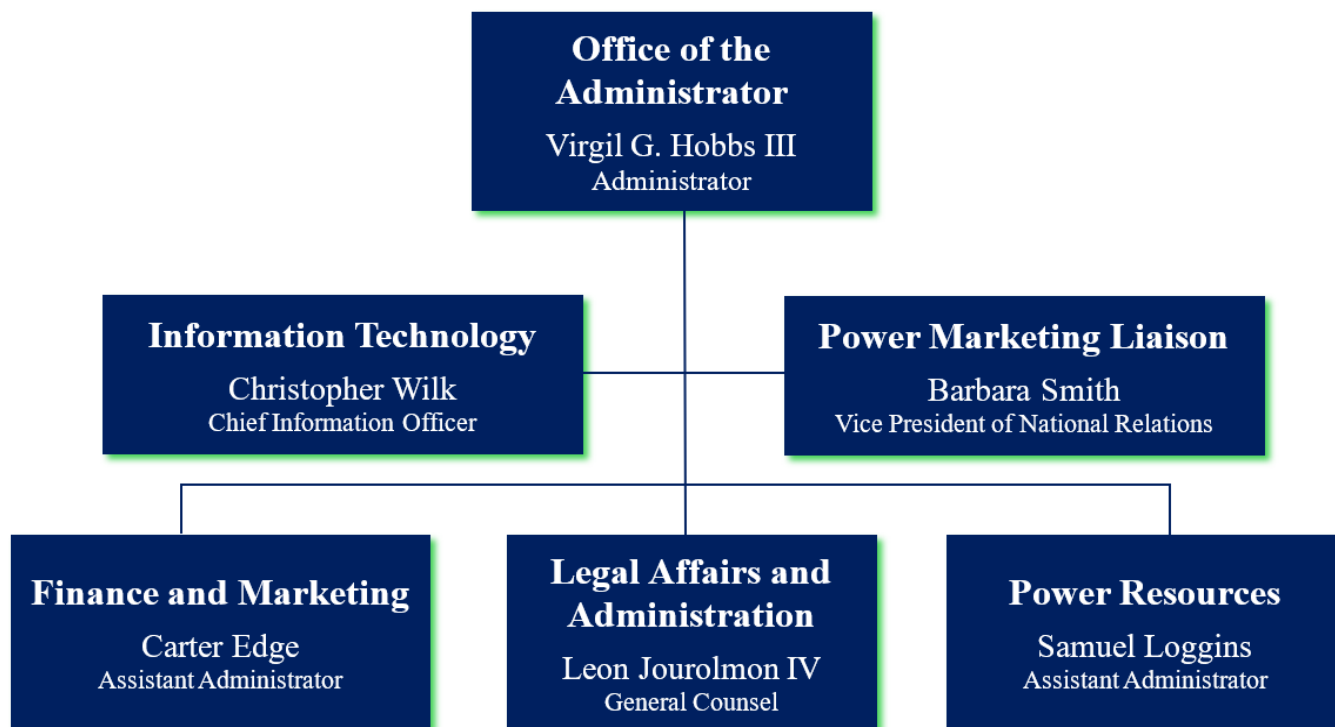 Office of the
Administrator
Virgil G. Hobbs III
Administrator
Information Technology
Christopher Wilk
Chief Information Officer
Power Marketing Liaison
Barbara Smith
Vice President of National Relations
Finance and Marketing
Carter Edge
Assistant Administrator
Legal Affairs and
Administration
Leon Jourolmon IV
General Counsel
Power Resources
Samuel Loggins
Assistant Administrator